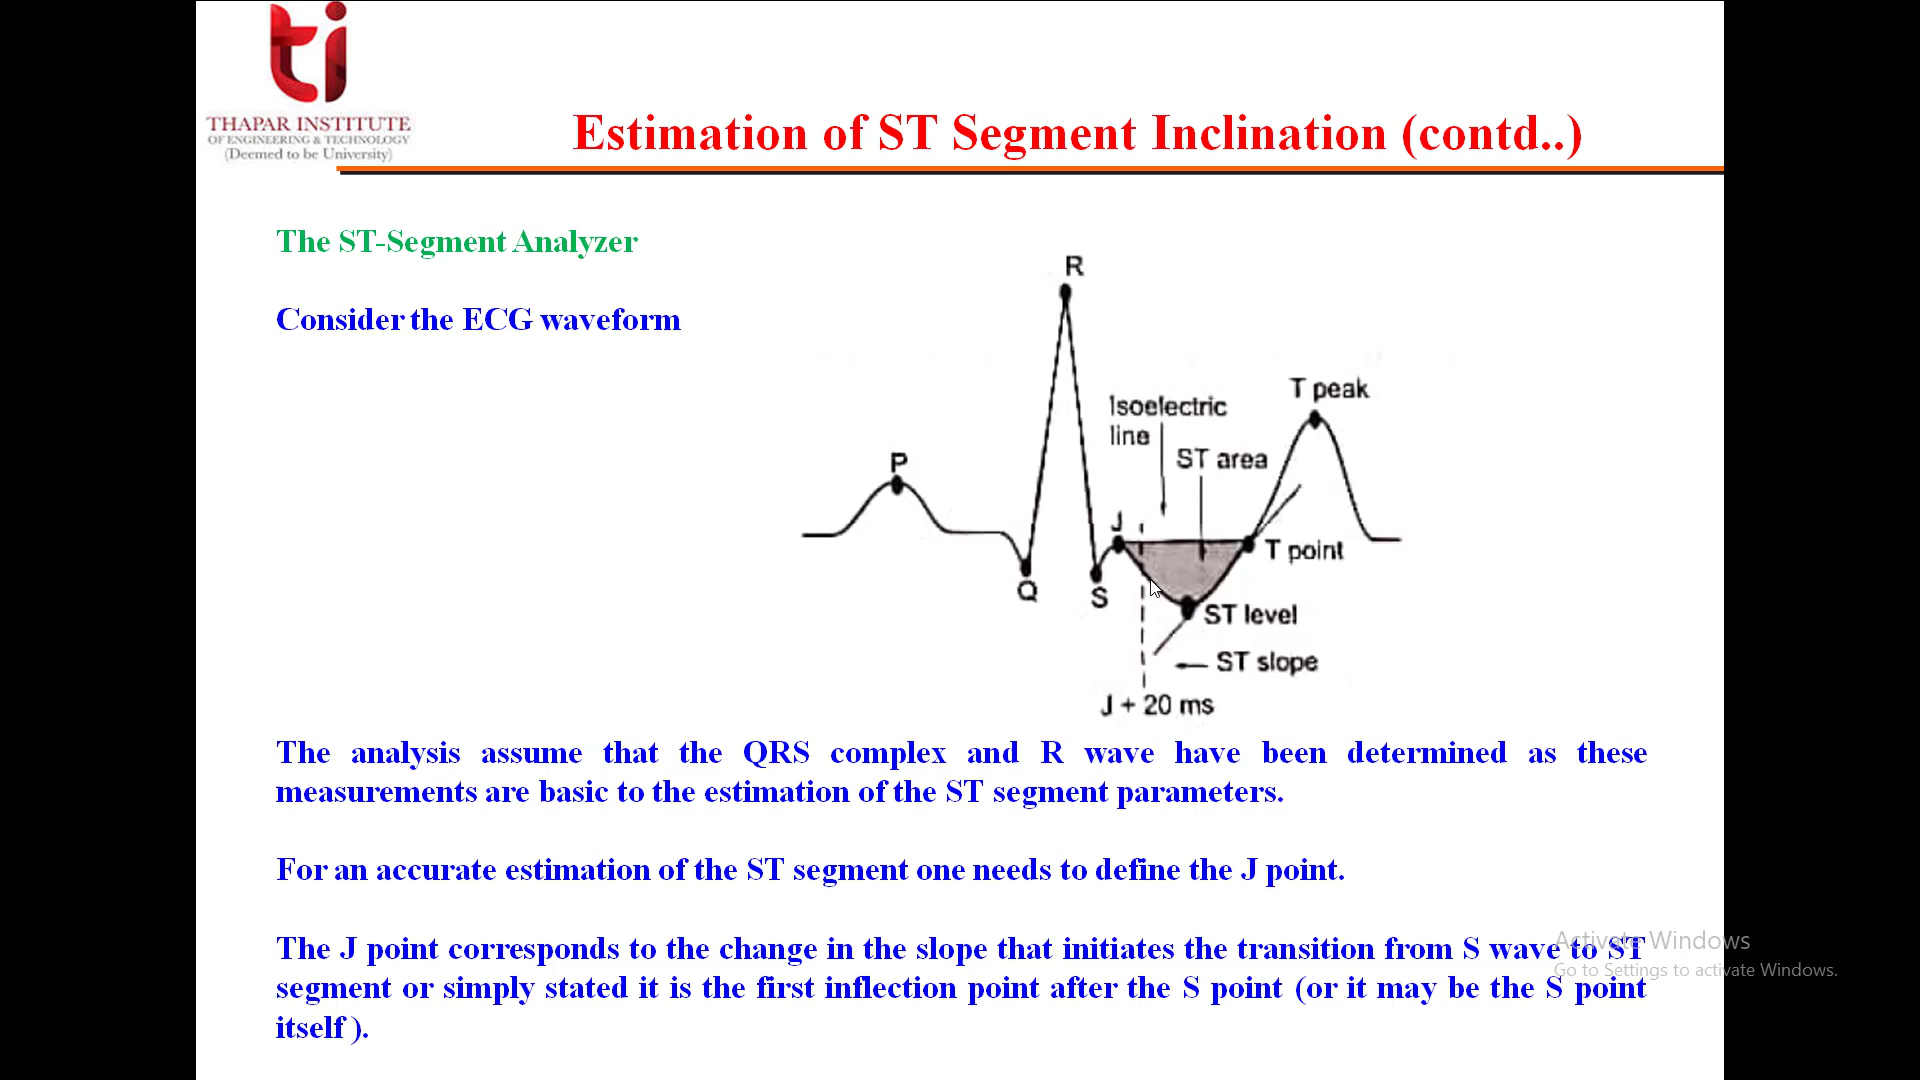 ti
THAPAR INSTITUTE
OF ENGINEERING & TECHNOLOGY
(Deemed to be University)
Estimation of ST Segment Inclination (contd..)
The ST-Segment Analyzer
Consider the ECG waveform
R
T peak
Isoelectric
line
ST area
P
J
T point
Q
S
ST level
ST slope
J + 20 ms
The analysis assume that the QRS complex and R wave have been determined as these
measurements are basic to the estimation of the ST segment parameters.
For an accurate estimation of the ST segment one needs to define the J point.
The J point corresponds to the change in the slope that initiates the transition from S wave to ST
segment or simply stated it is the first inflection point after the S point (or it may be the S point
itself ).
Activate Windows
Go to Settings to activate Windows.